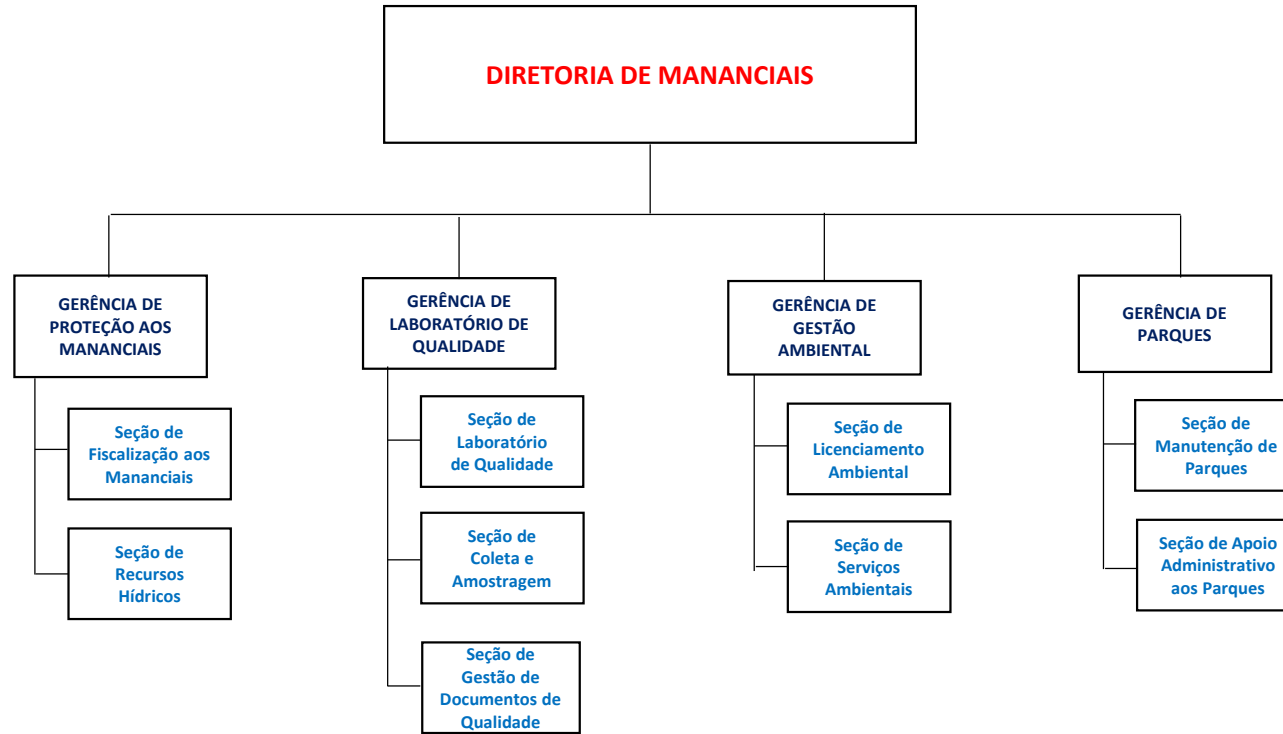 DIRETORIA DE MANANCIAIS
GERÊNCIA DE
PROTEÇÃO AOS
MANANCIAIS
Seção de
Fiscalização aos
Mananciais
Seção de
Recursos
Hídricos
GERÊNCIA DE
LABORATÓRIO DE
QUALIDADE
Seção de
Laboratório
de Qualidade
Seção de
Coleta e
Amostragem
Seção de
Gestão de
Documentos de
Qualidade
GERÊNCIA DE
GESTÃO
AMBIENTAL
Seção de
Licenciamento
Ambiental
Seção de
Serviços
Ambientais
GERÊNCIA DE
PARQUES
Seção de
Manutenção de
Parques
Seção de Apoio
Administrativo
aos Parques